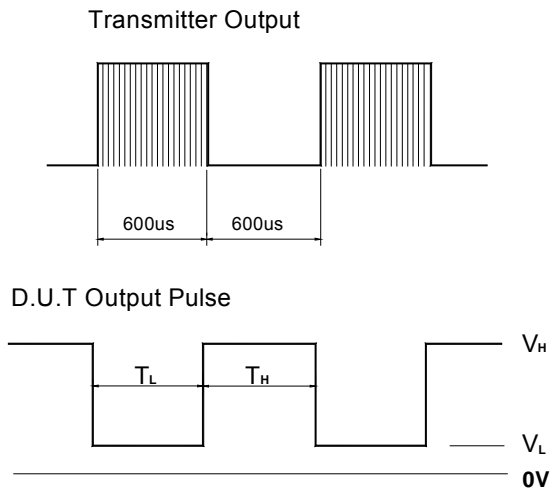 Transmitter Output
600us 600us
D.U.T Output Pulse
VH
TL TH
VL
0V